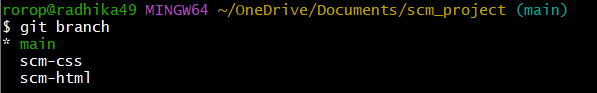 rorop@radhika49 MINGW64 ~/OneDrive/Documents/scm_project (main)
$ git branch
* main
  scm-css
  scm-html